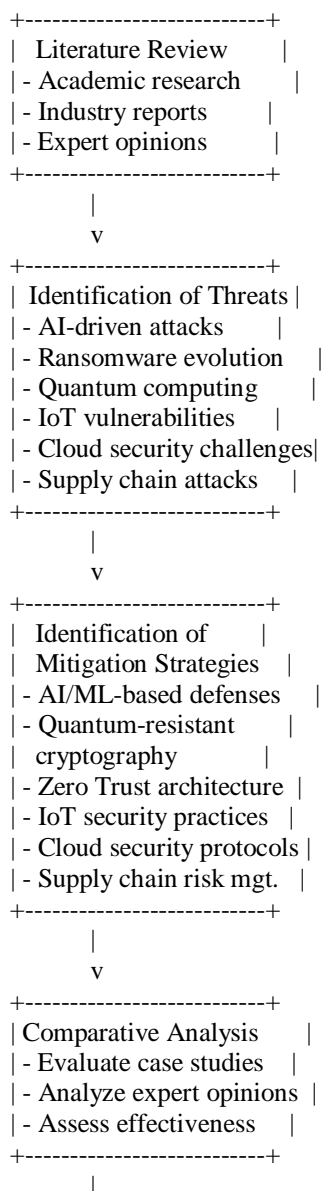 +---------------------------+
| Literature Review |
| - Academic research |
| - Industry reports |
| - Expert opinions |
+---------------------------+
|
v
+---------------------------+
| Identification of Threats |
| - AI-driven attacks |
| - Ransomware evolution |
| - Quantum computing |
| - IoT vulnerabilities |
| - Cloud security challenges|
| - Supply chain attacks |
+---------------------------+
|
v
+---------------------------+
| Identification of |
| Mitigation Strategies |
| - AI/ML-based defenses |
| - Quantum-resistant |
| cryptography |
| - Zero Trust architecture |
| - IoT security practices |
| - Cloud security protocols |
| - Supply chain risk mgt. |
+---------------------------+
|
v
+---------------------------+
| Comparative Analysis |
| - Evaluate case studies |
| - Analyze expert opinions |
| - Assess effectiveness |
+---------------------------+
|